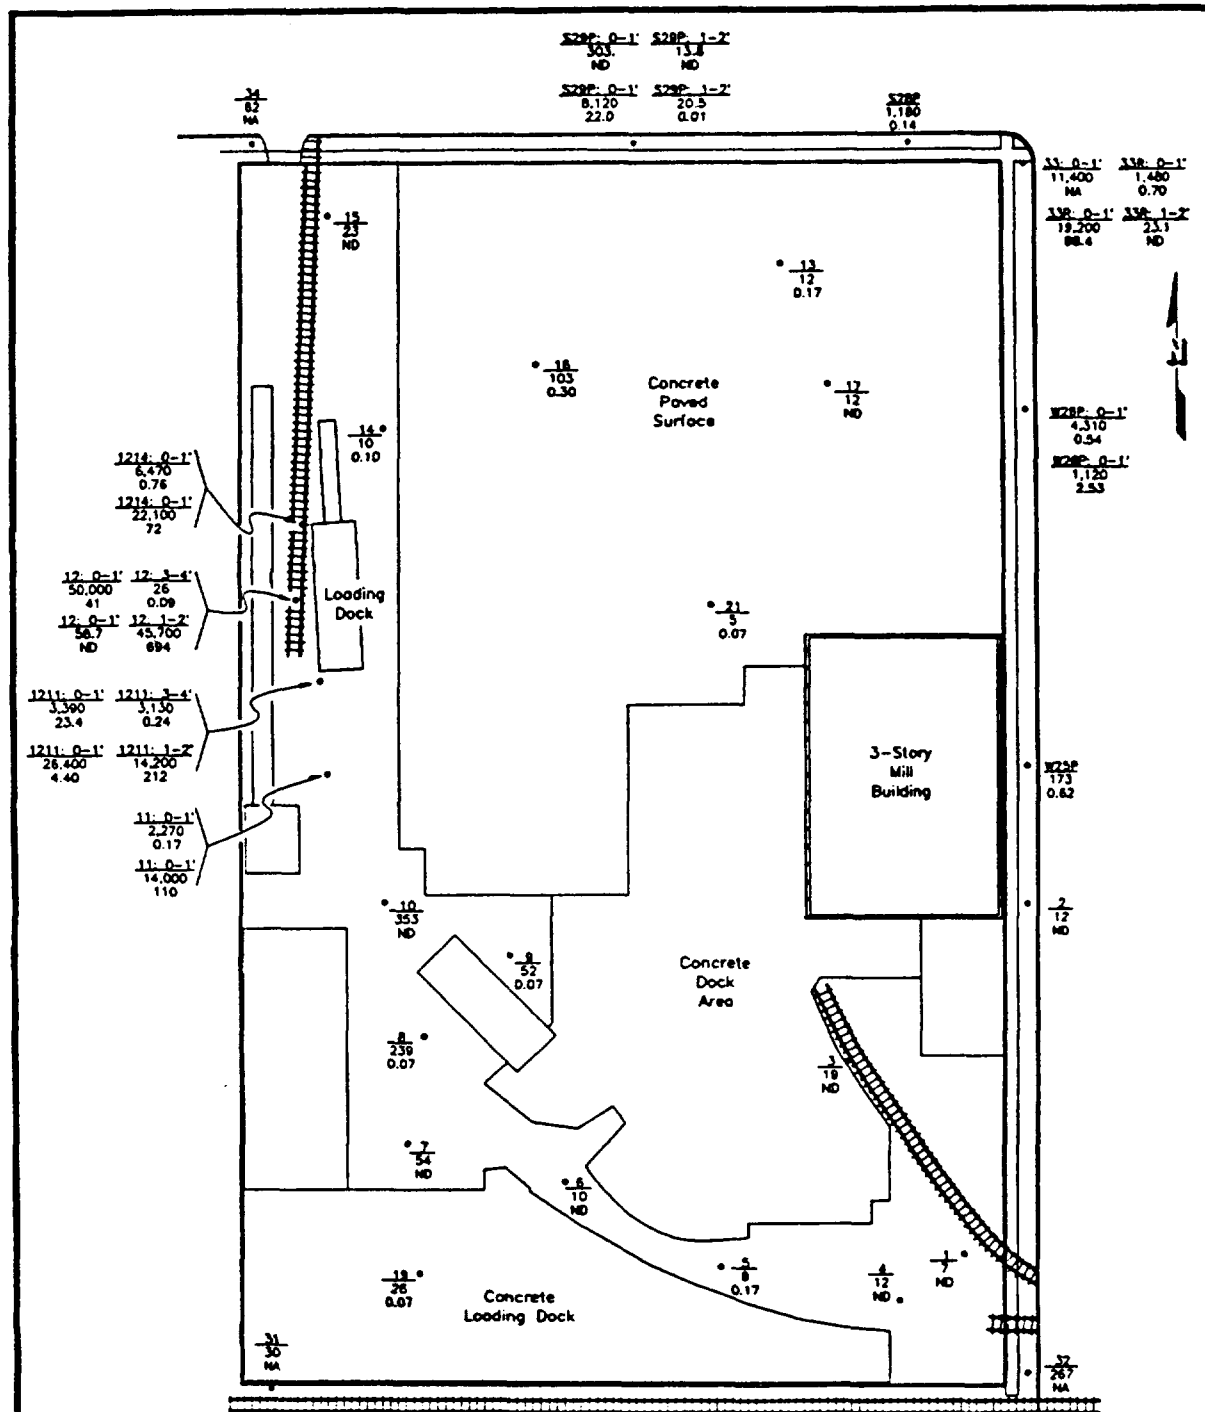 S29P: 0-1' S29P: 1-2'
303. 13.8
ND ND
S29P: 0-1' S29P: 1-2'
8,120 20.5
22.0 0.01
34
82
NA
S28P
1,180
0.14
33: 0-1' 33R: 0-1'
11,400 1,480
NA 0.70
33R: 0-1' 33R: 1-2'
19,200 23.1
88.4 ND
15
23
ND
13
12
0.17
18
103
0.30
Concrete
Paved
Surface
17
12
ND
W28P: 0-1'
4,310
0.54
W28P: 0-1'
1,120
2.53
14
10
0.10
1214: 0-1'
6,470
0.76
1214: 0-1'
22,100
72
12: 0-1' 12: 3-4'
50,000 26
41 0.09
12: 0-1' 12: 1-2'
58.7 45,700
ND 694
Loading
Dock
21
5
0.07
1211: 0-1' 1211: 3-4'
3,390 3,130
23.4 0.24
1211: 0-1' 1211: 1-2'
26,400 14,200
4.40 212
3-Story
Mill
Building
W25P
173
0.62
11: 0-1'
2,270
0.17
11: 0-1'
14,000
110
10
353
ND
2
12
ND
9
52
0.07
Concrete
Dock
Area
8
239
0.07
3
19
ND
7
54
ND
6
10
ND
19
26
0.07
Concrete
Loading Dock
5
8
0.17
4
12
ND
1
7
ND
31
30
NA
32
267
NA